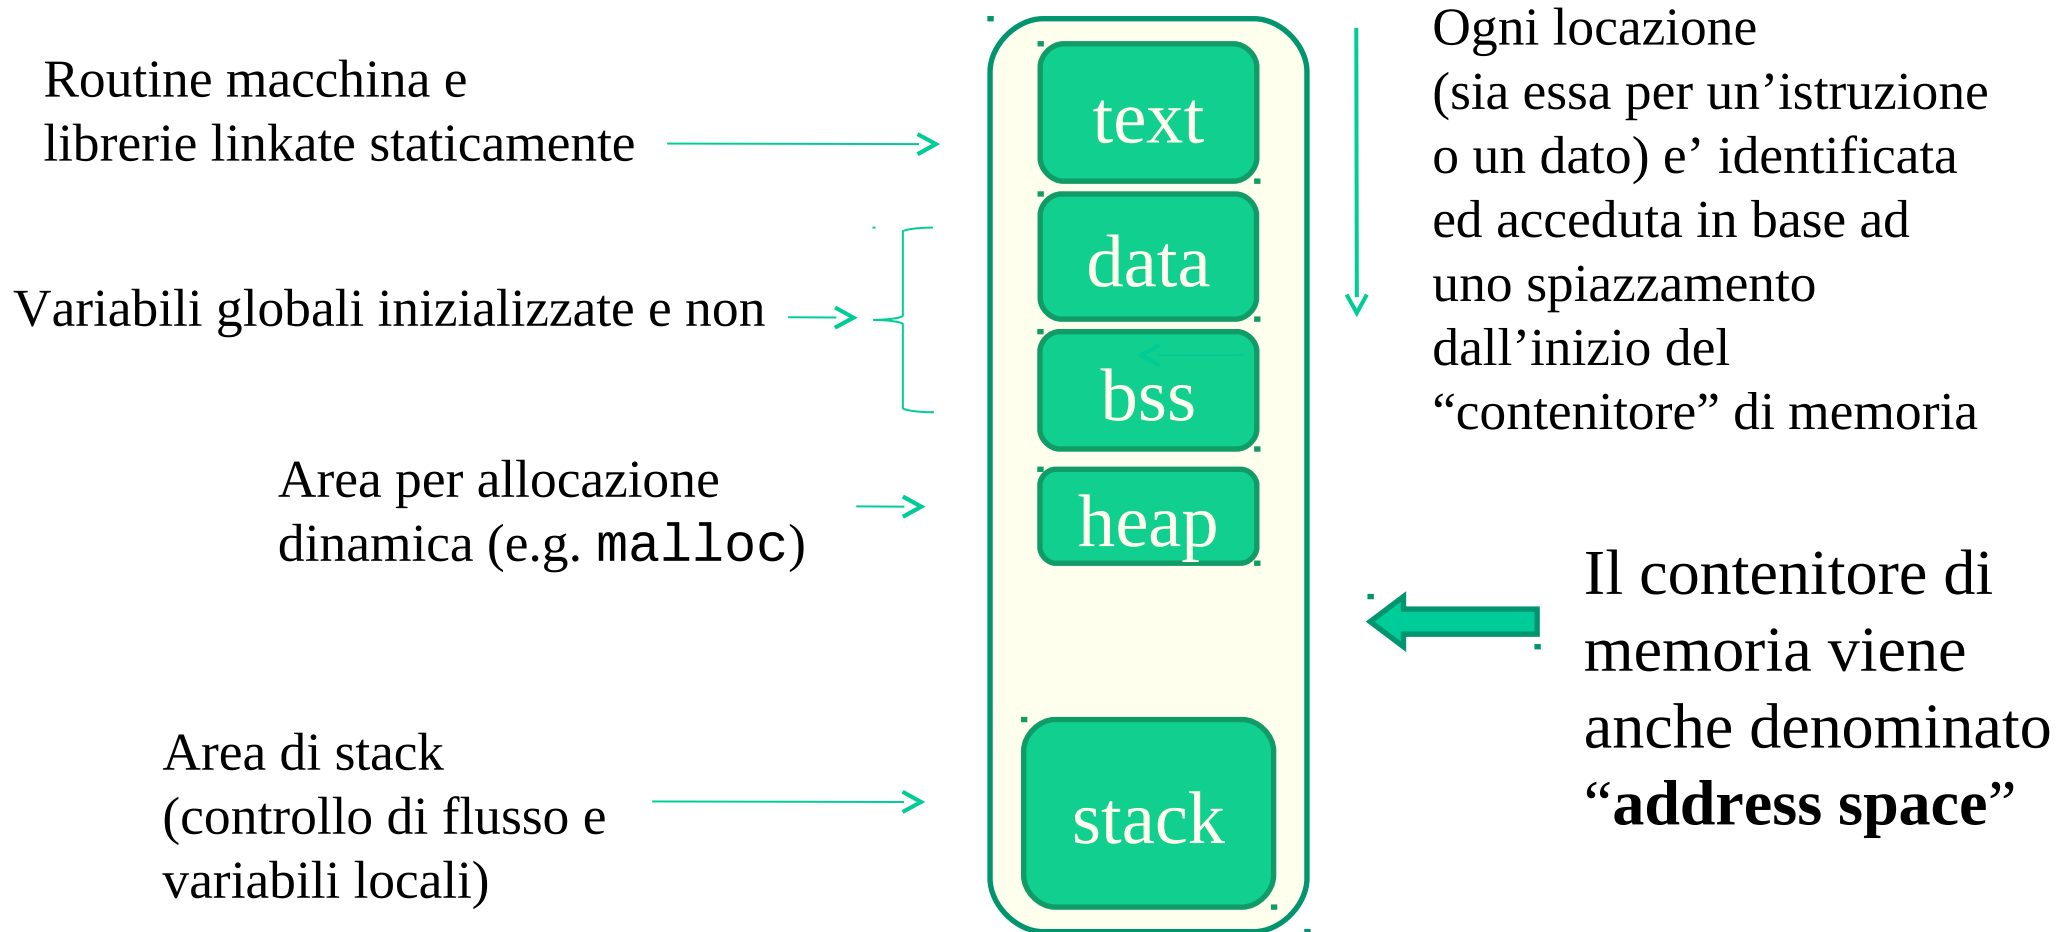 Routine macchina e
librerie linkate staticamente
Variabili globali inizializzate e non
Area per allocazione
dinamica (e.g. malloc)
Area di stack
(controllo di flusso e
variabili locali)
text
data
bss
heap
stack
Ogni locazione
(sia essa per un’istruzione
o un dato) e’ identificata
ed acceduta in base ad
uno spiazzamento
dall’inizio del
“contenitore” di memoria
Il contenitore di
memoria viene
anche denominato
“address space”